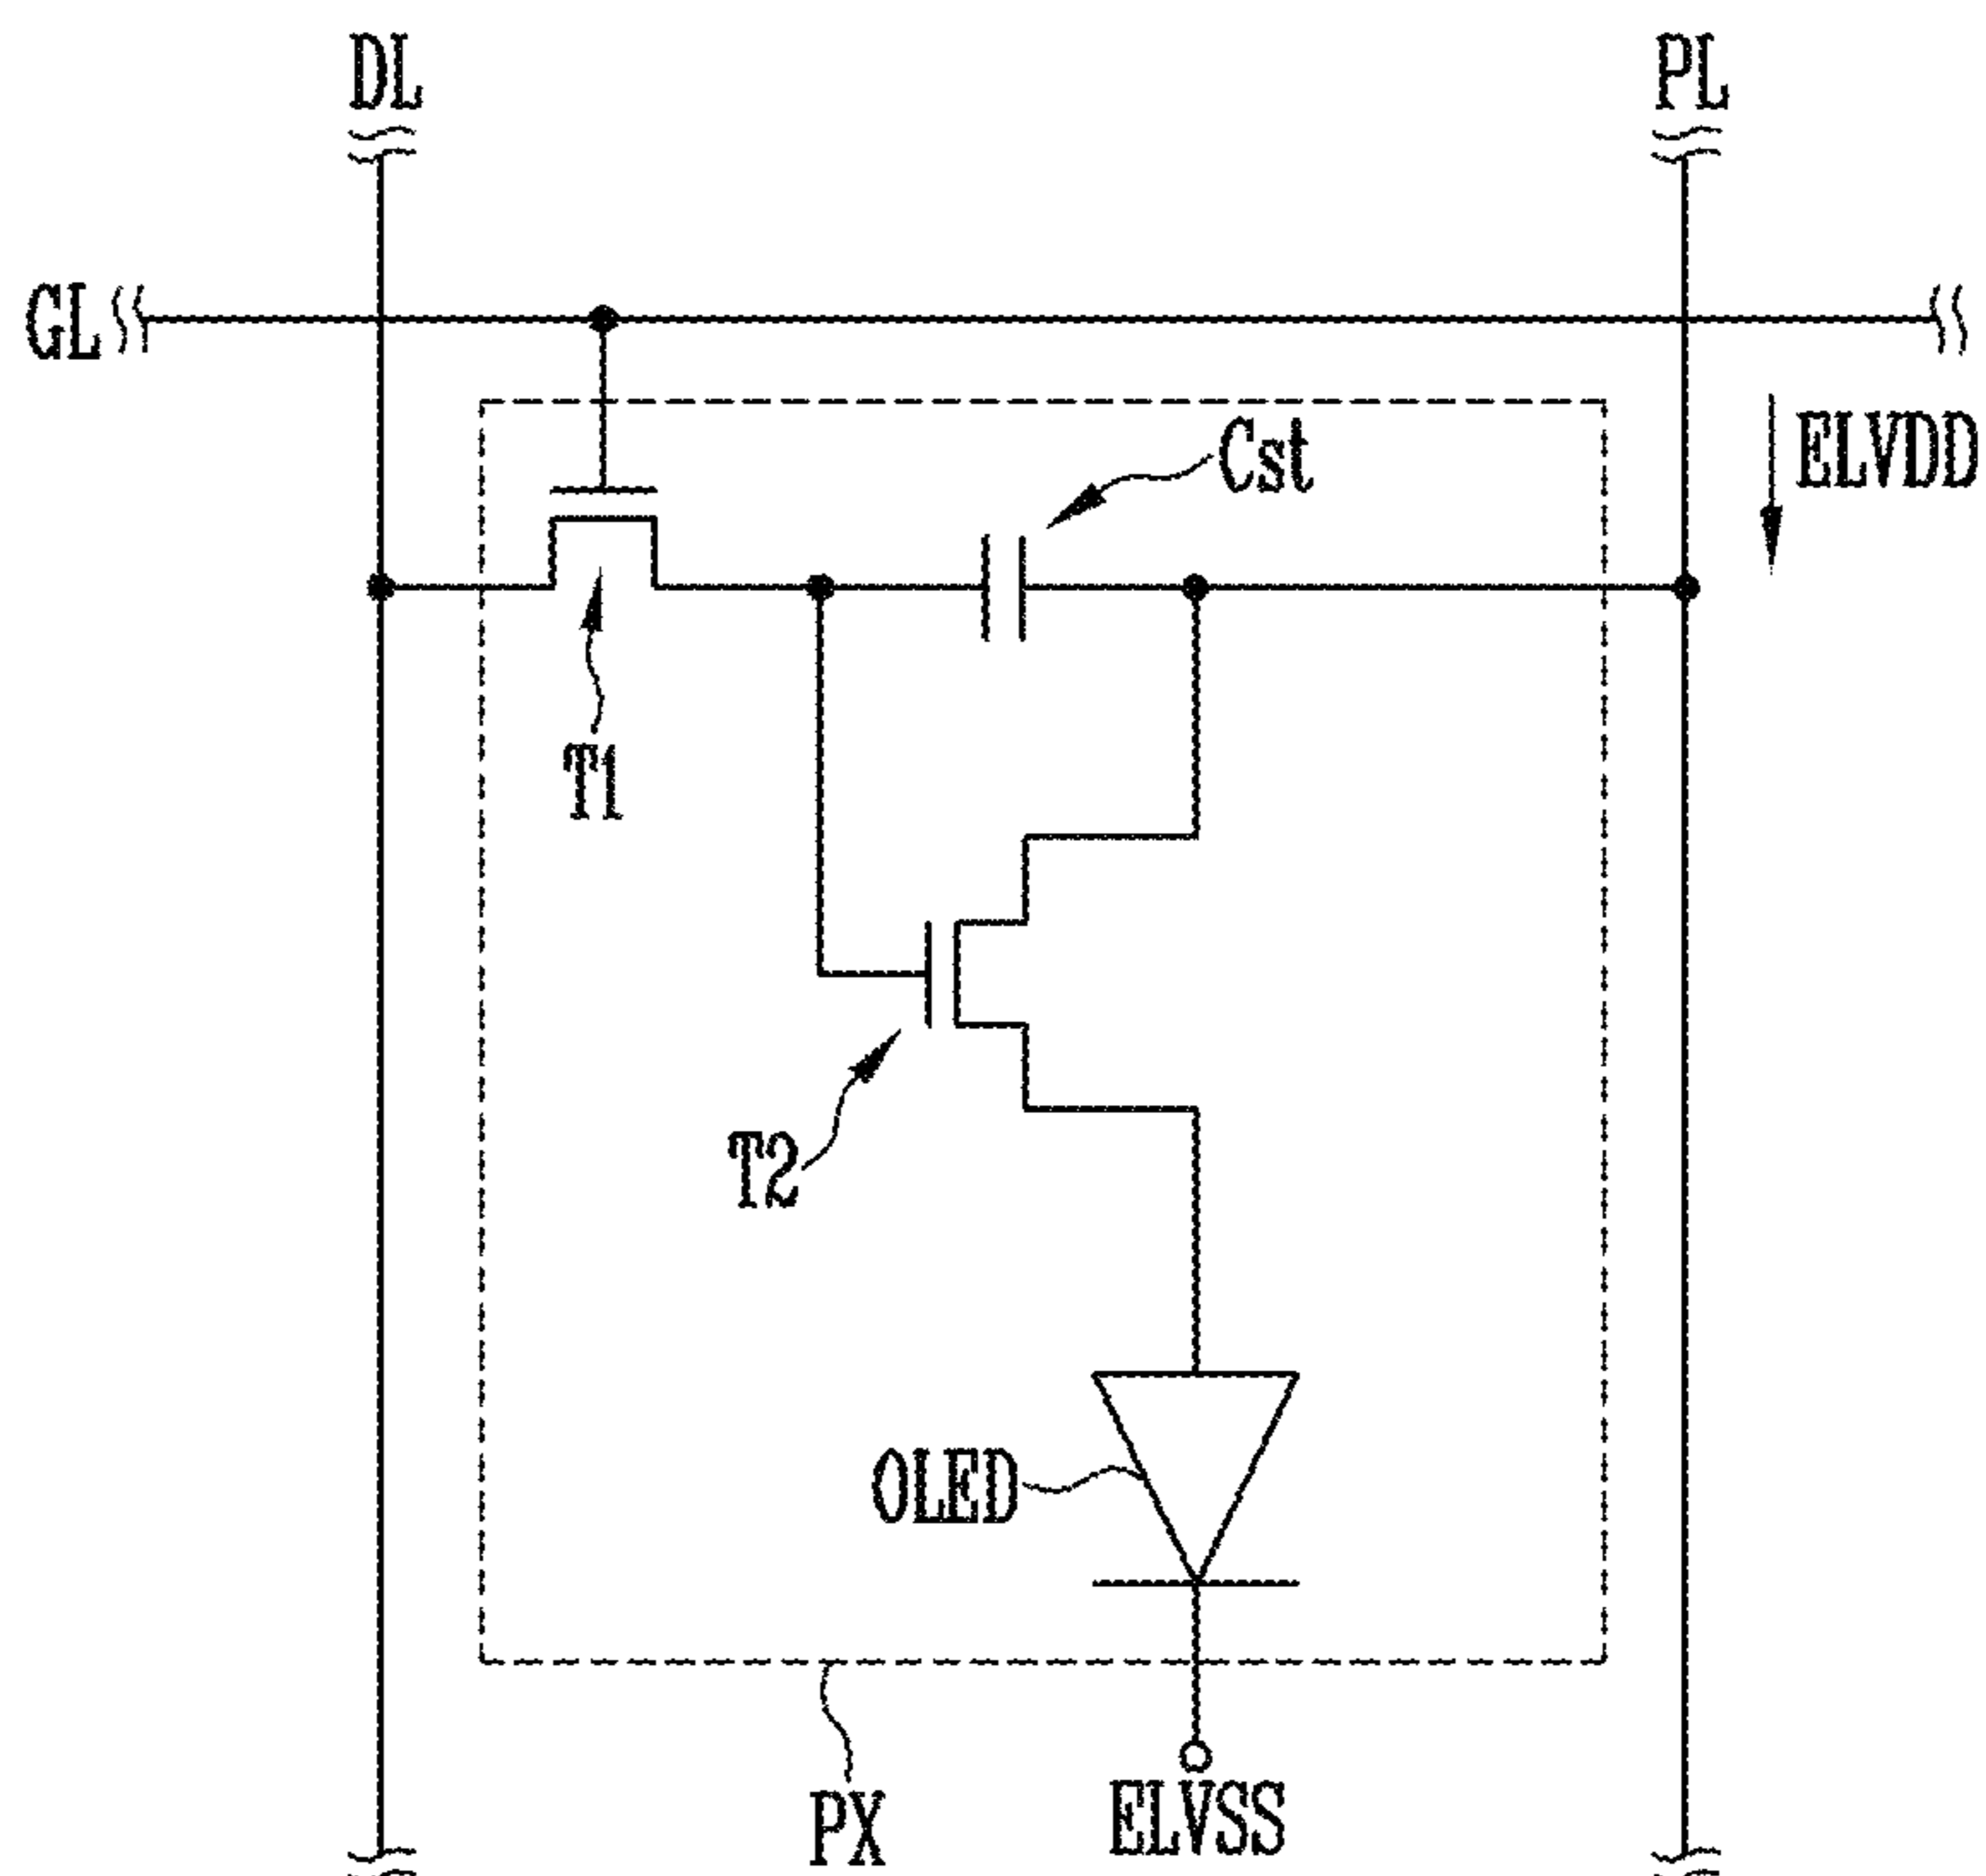 DL
PL
GL
ELVDD
Cst
T1
T2
OLED
PX
ELVSS